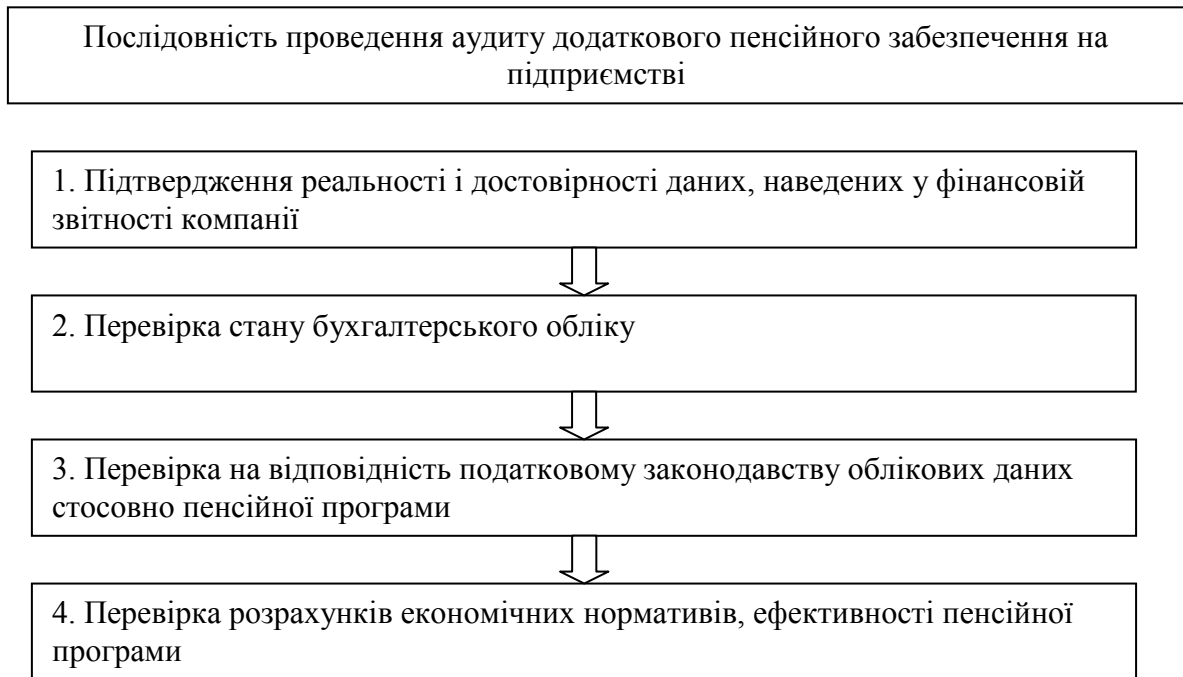 Послідовність проведення аудиту додаткового пенсійного забезпечення на
підприємстві
1. Підтвердження реальності і достовірності даних, наведених у фінансовій
звітності компанії
2. Перевірка стану бухгалтерського обліку
3. Перевірка на відповідність податковому законодавству облікових даних
стосовно пенсійної програми
4. Перевірка розрахунків економічних нормативів, ефективності пенсійної
програми